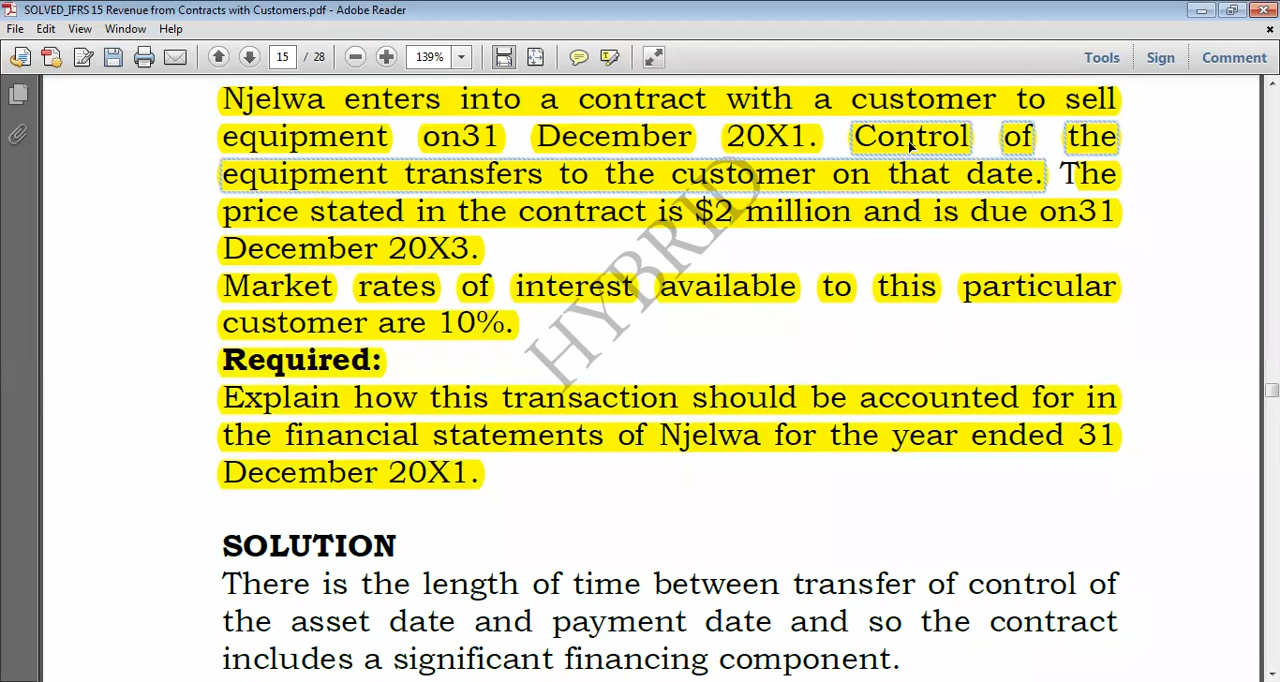 SOLVED_IFRS 15 Revenue from Contracts with Customers.pdf - Adobe Reader
File Edit View Window Help
15 / 28 139% Tools Sign Comment
Njelwa enters into a contract with a customer to sell
equipment on31 December 20X1. Control of the
equipment transfers to the customer on that date. The
price stated in the contract is $2 million and is due on31
December 20X3.
Market rates of interest available to this particular
customer are 10%.
Required:
Explain how this transaction should be accounted for in
the financial statements of Njelwa for the year ended 31
December 20X1.
SOLUTION
There is the length of time between transfer of control of
the asset date and payment date and so the contract
includes a significant financing component.
HYBRID